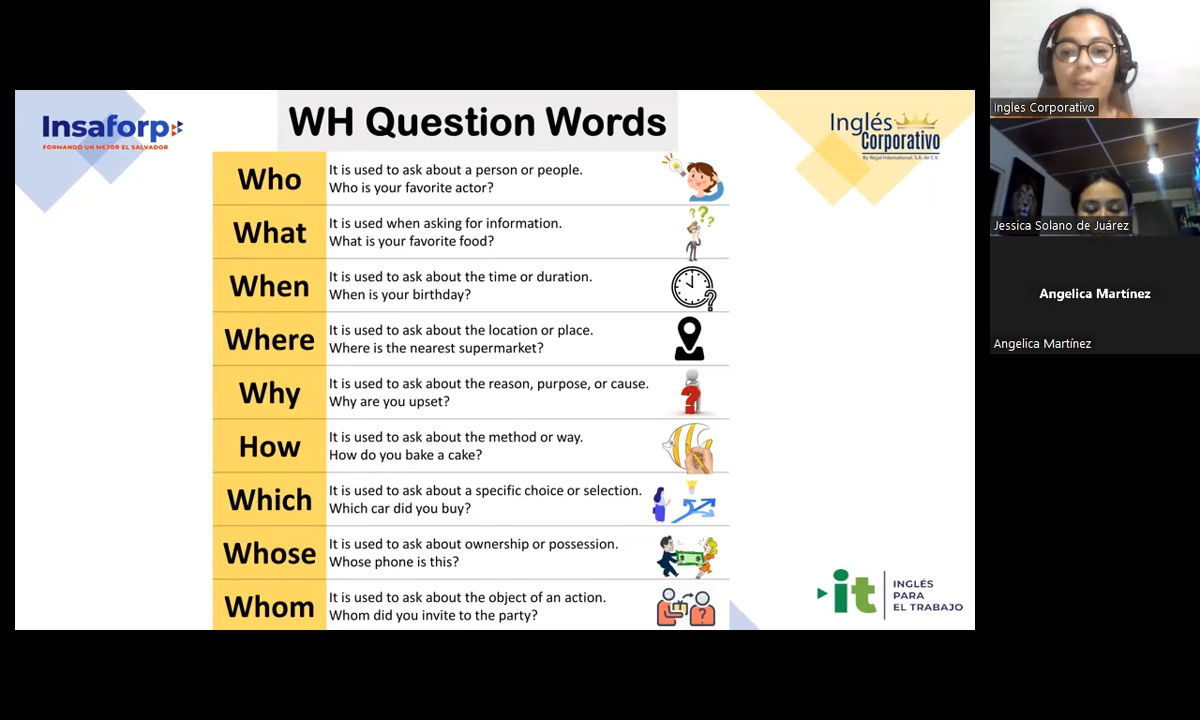 Insaforp
FORMANDO UN MEJOR EL SALVADOR
WH Question Words
Inglés
Corporativo
By Regal International, S.A. de C.V.
Who
It is used to ask about a person or people.
Who is your favorite actor?
What
It is used when asking for information.
What is your favorite food?
When
It is used to ask about the time or duration.
When is your birthday?
Where
It is used to ask about the location or place.
Where is the nearest supermarket?
Why
It is used to ask about the reason, purpose, or cause.
Why are you upset?
How
It is used to ask about the method or way.
How do you bake a cake?
Which
It is used to ask about a specific choice or selection.
Which car did you buy?
Whose
It is used to ask about ownership or possession.
Whose phone is this?
Whom
It is used to ask about the object of an action.
Whom did you invite to the party?
it
INGLÉS
PARA
EL TRABAJO
Ingles Corporativo
Jessica Solano de Juárez
Angelica Martínez
Angelica Martínez